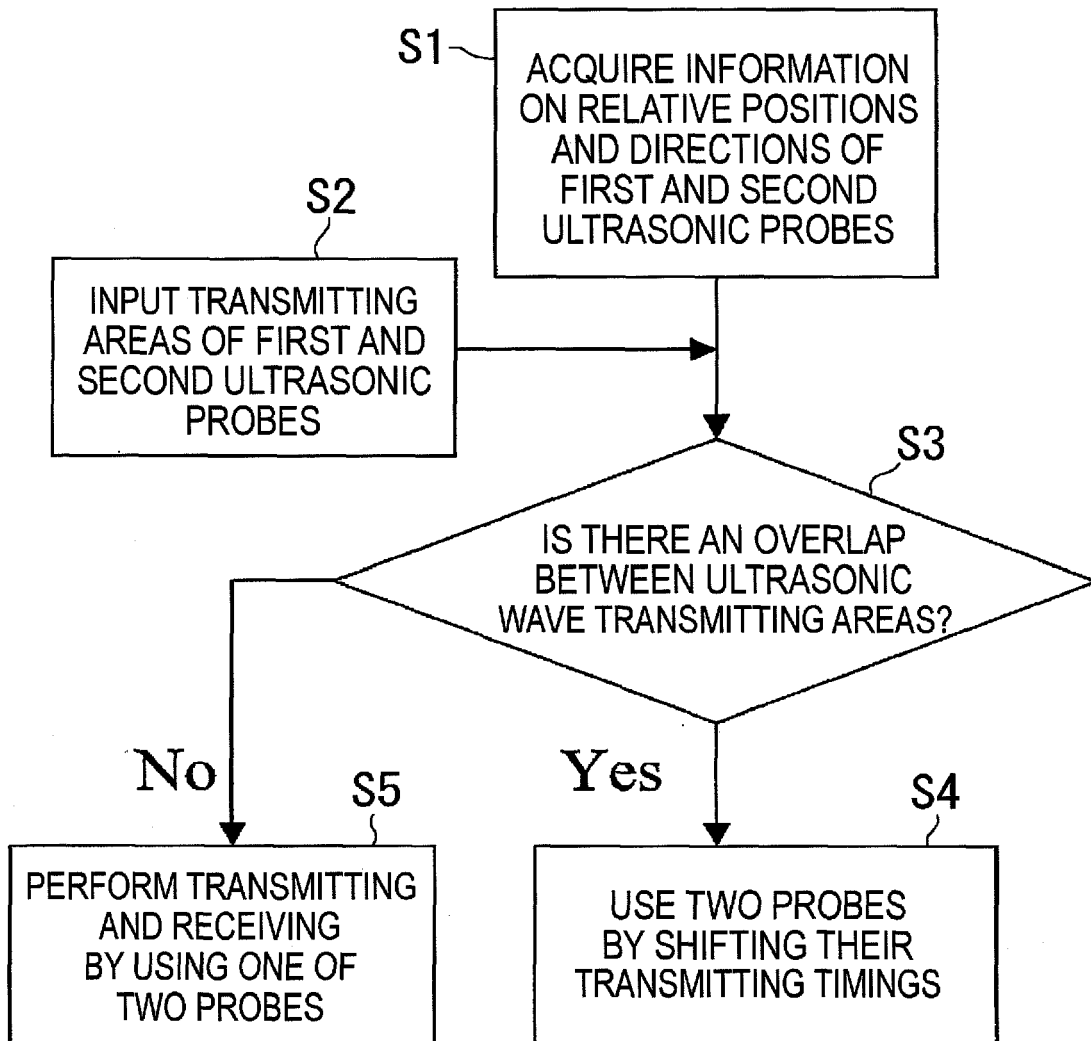 S1
ACQUIRE INFORMATION
ON RELATIVE POSITIONS
AND DIRECTIONS OF
FIRST AND SECOND
ULTRASONIC PROBES
S2
INPUT TRANSMITTING
AREAS OF FIRST AND
SECOND ULTRASONIC
PROBES
S3
IS THERE AN OVERLAP
BETWEEN ULTRASONIC
WAVE TRANSMITTING AREAS?
No
Yes
S5
PERFORM TRANSMITTING
AND RECEIVING
BY USING ONE OF
TWO PROBES
S4
USE TWO PROBES
BY SHIFTING THEIR
TRANSMITTING TIMINGS